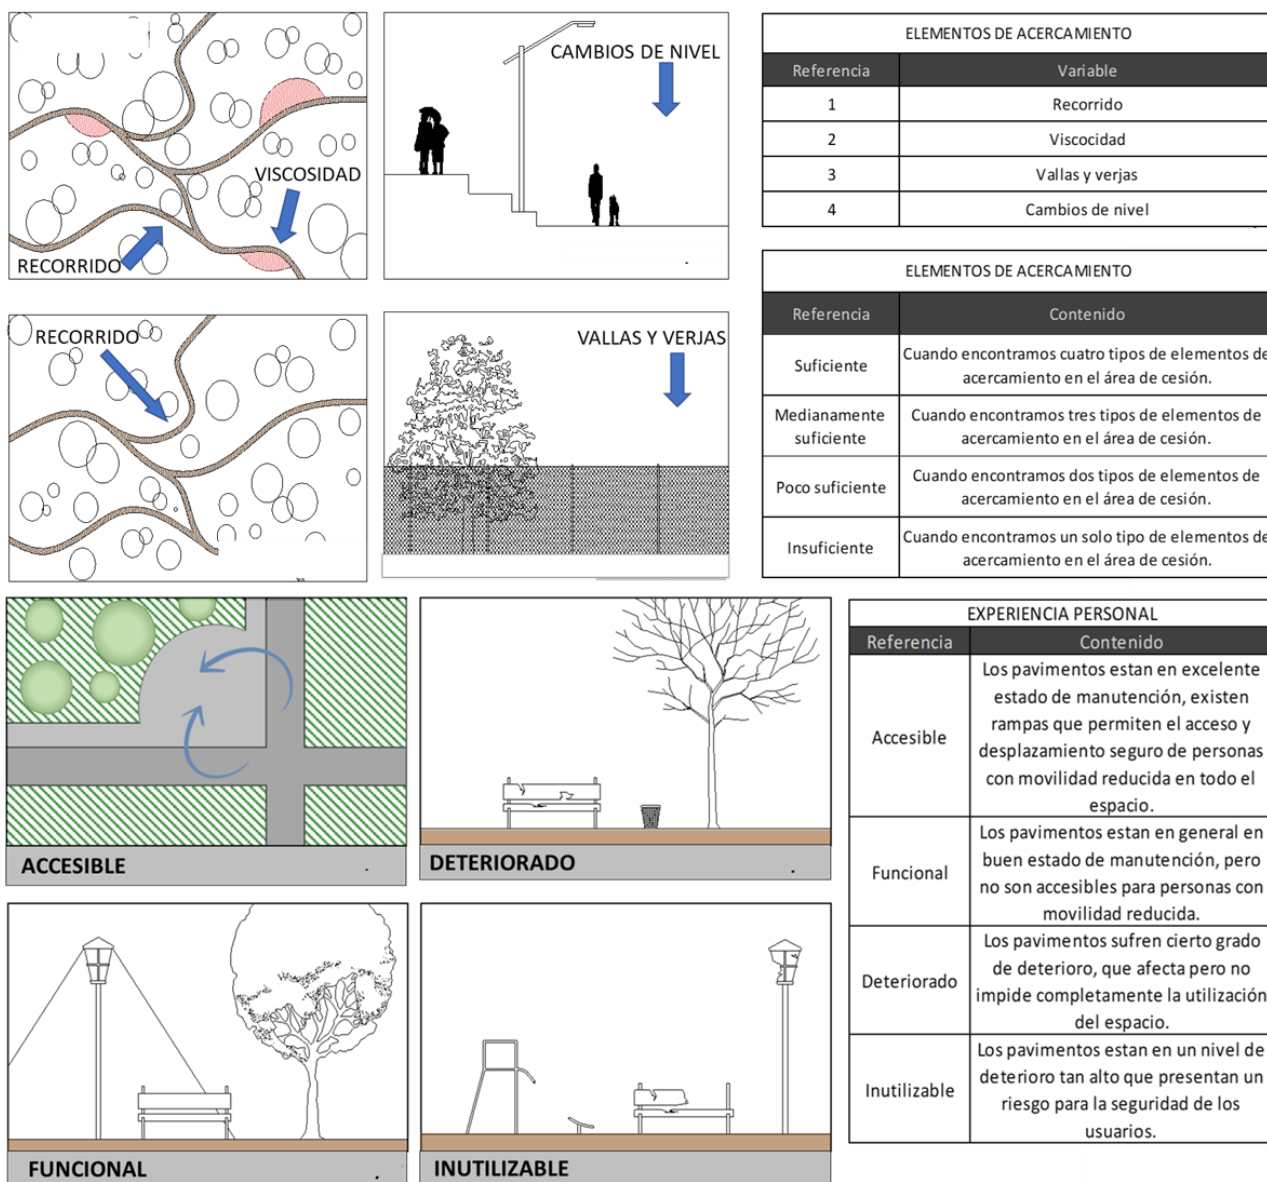 VISCOSIDAD
RECORRIDO
CAMBIOS DE NIVEL
ELEMENTOS DE ACERCAMIENTO
Referencia Variable
1 Recorrido
2 Viscocidad
3 Vallas y verjas
4 Cambios de nivel
RECORRIDO
VALLAS Y VERJAS
ELEMENTOS DE ACERCAMIENTO
Referencia Contenido
Suficiente
Cuando encontramos cuatro tipos de elementos de
acercamiento en el área de cesión.
Medianamente
suficiente
Cuando encontramos tres tipos de elementos de
acercamiento en el área de cesión.
Poco suficiente
Cuando encontramos dos tipos de elementos de
acercamiento en el área de cesión.
Insuficiente
Cuando encontramos un solo tipo de elementos de
acercamiento en el área de cesión.
ACCESIBLE
DETERIORADO
FUNCIONAL
INUTILIZABLE
EXPERIENCIA PERSONAL
Referencia Contenido
Accesible
Los pavimentos estan en excelente
estado de manutención, existen
rampas que permiten el acceso y
desplazamiento seguro de personas
con movilidad reducida en todo el
espacio.
Funcional
Los pavimentos estan en general en
buen estado de manutención, pero
no son accesibles para personas con
movilidad reducida.
Deteriorado
Los pavimentos sufren cierto grado
de deterioro, que afecta pero no
impide completamente la utilización
del espacio.
Inutilizable
Los pavimentos estan en un nivel de
deterioro tan alto que presentan un
riesgo para la seguridad de los
usuarios.